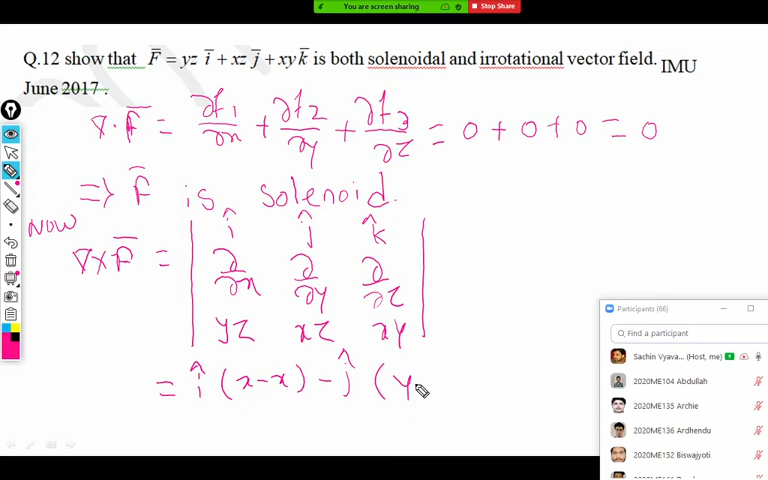 You are screen sharing
Stop Share
Q.12 show that F̅ = yz i̅ + xz j̅ + xy k̅ is both solenoidal and irrotational vector field. IMU
June 2017
∇·F̅ = ∂f1/∂x + ∂f2/∂y + ∂f3/∂z = 0 + 0 + 0 = 0
=> F̅ is solenoid.
NOW
∇×F̅ = | î ĵ k̂ |
| ∂/∂x ∂/∂y ∂/∂z |
| yz xz xy |
= î (x-x) - ĵ (y
Participants (66)
Find a participant
Sachin Vyava... (Host, me)
2020ME104 Abdullah
2020ME135 Archie
2020ME136 Ardhendu
2020ME152 Biswajyoti